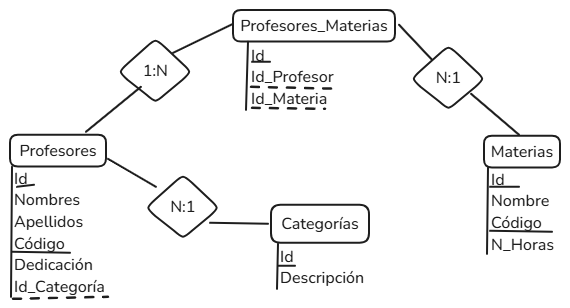 Profesores_Materias
Id
Id_Profesor
Id_Materia
1:N
N:1
Profesores
Id
Nombres
Apellidos
Código
Dedicación
Id_Categoría
N:1
Categorías
Id
Descripción
Materias
Id
Nombre
Código
N_Horas